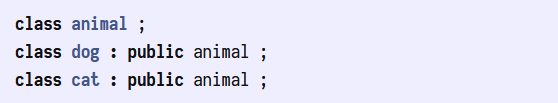 class animal ;
class dog : public animal ;
class cat : public animal ;